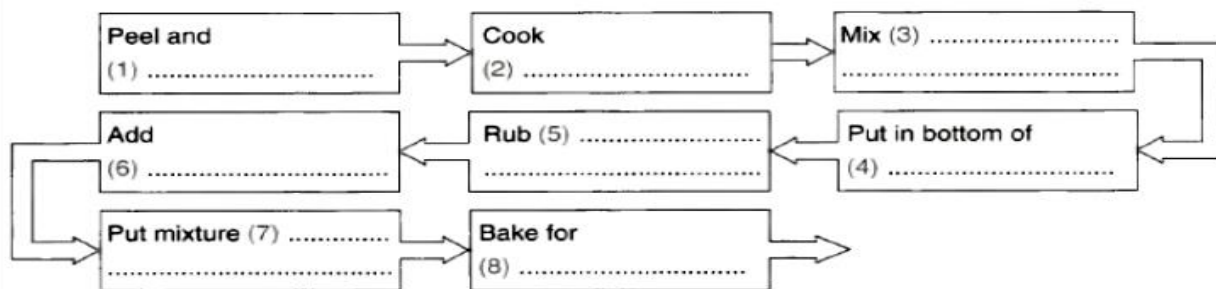 Peel and
(1) ..............................
Cook
(2) ..............................
Mix (3) .........................
.....................................
Put in bottom of
(4) ..............................
Rub (5) ........................
.....................................
Add
(6) ..............................
Put mixture (7) ..............
.....................................
Bake for
(8) ..............................